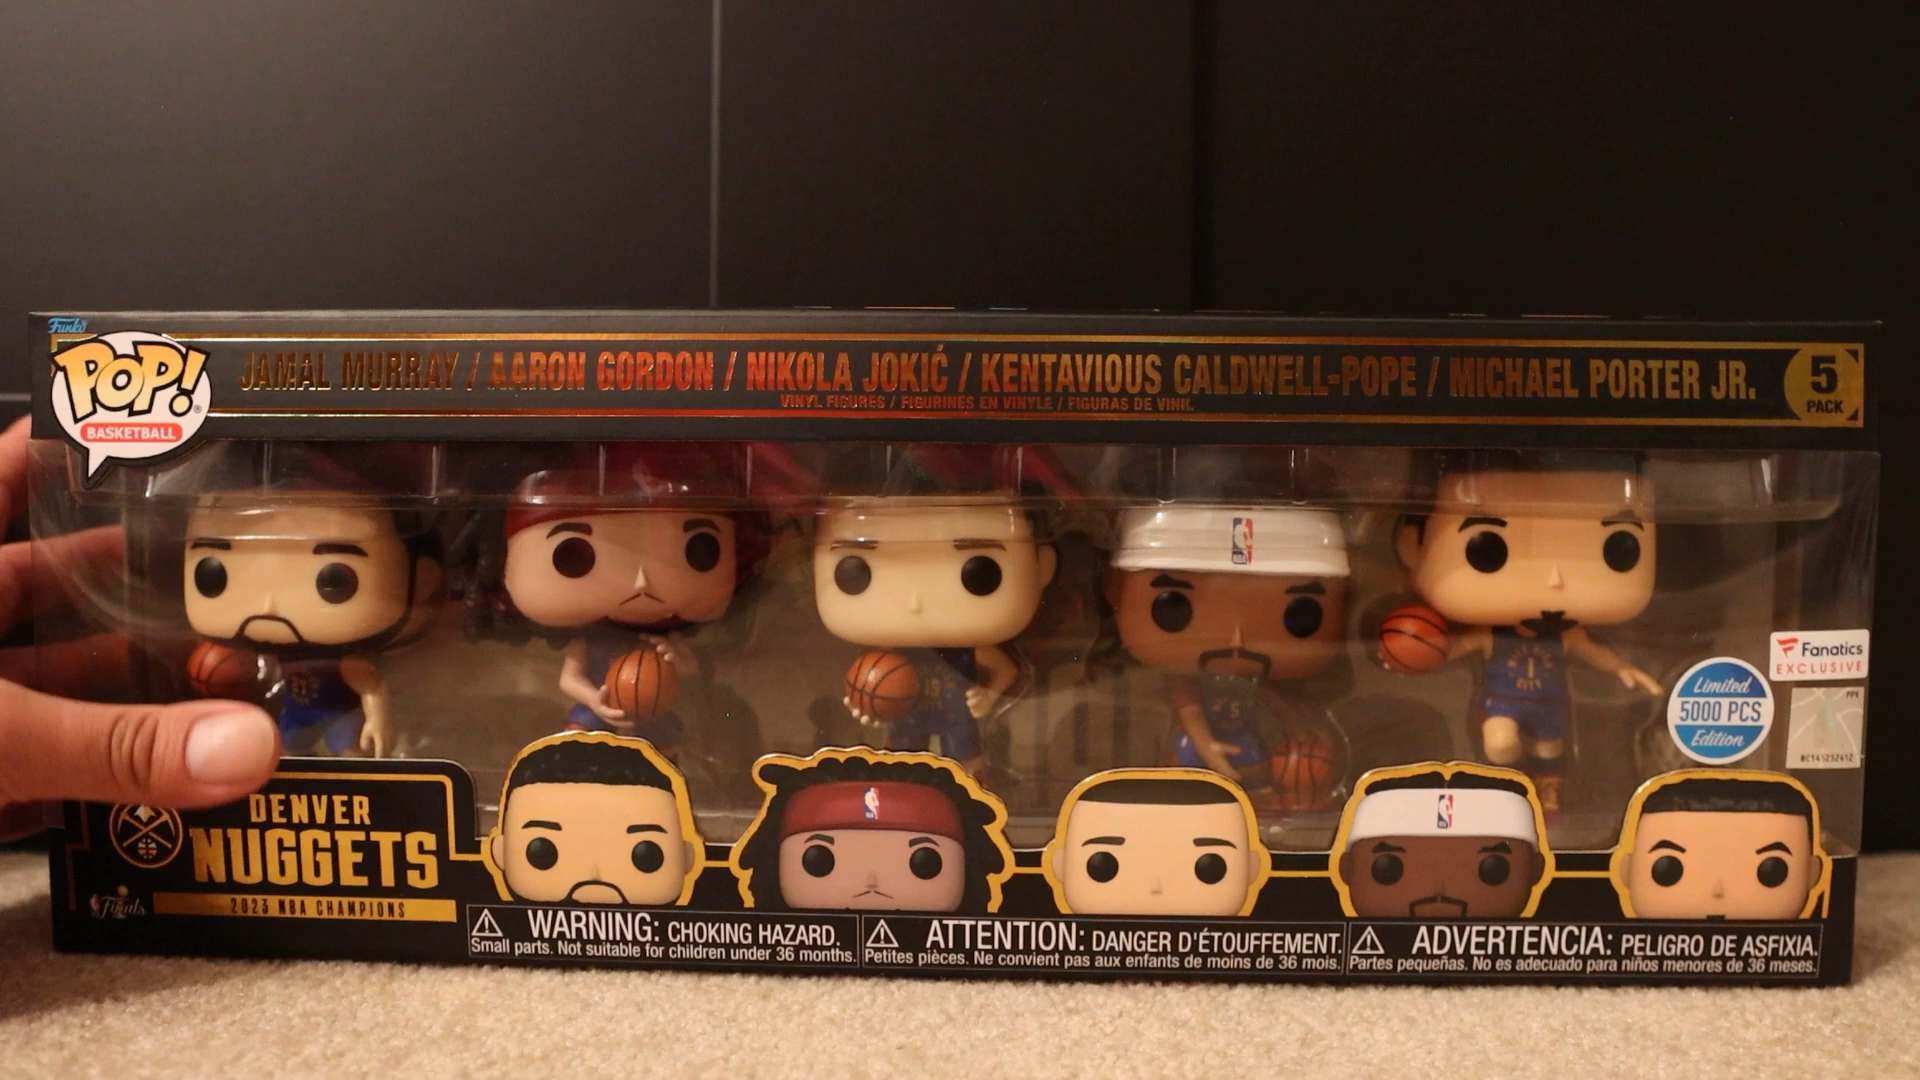 Funko
POP!
BASKETBALL
JAMAL MURRAY / AARON GORDON / NIKOLA JOKIĆ / KENTAVIOUS CALDWELL-POPE / MICHAEL PORTER JR.
VINYL FIGURES / FIGURINES EN VINYLE / FIGURAS DE VINIL
5
PACK
Fanatics
EXCLUSIVE
Limited
5000 PCS
Edition
DENVER
NUGGETS
2023 NBA CHAMPIONS
Finals
WARNING: CHOKING HAZARD.
Small parts. Not suitable for children under 36 months.
ATTENTION: DANGER D'ÉTOUFFEMENT.
Petites pièces. Ne convient pas aux enfants de moins de 36 mois.
ADVERTENCIA: PELIGRO DE ASFIXIA.
Partes pequeñas. No es adecuado para niños menores de 36 meses.